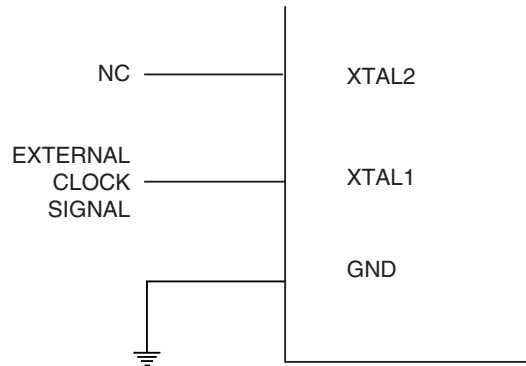 NC
XTAL2
EXTERNAL
CLOCK
SIGNAL
XTAL1
GND